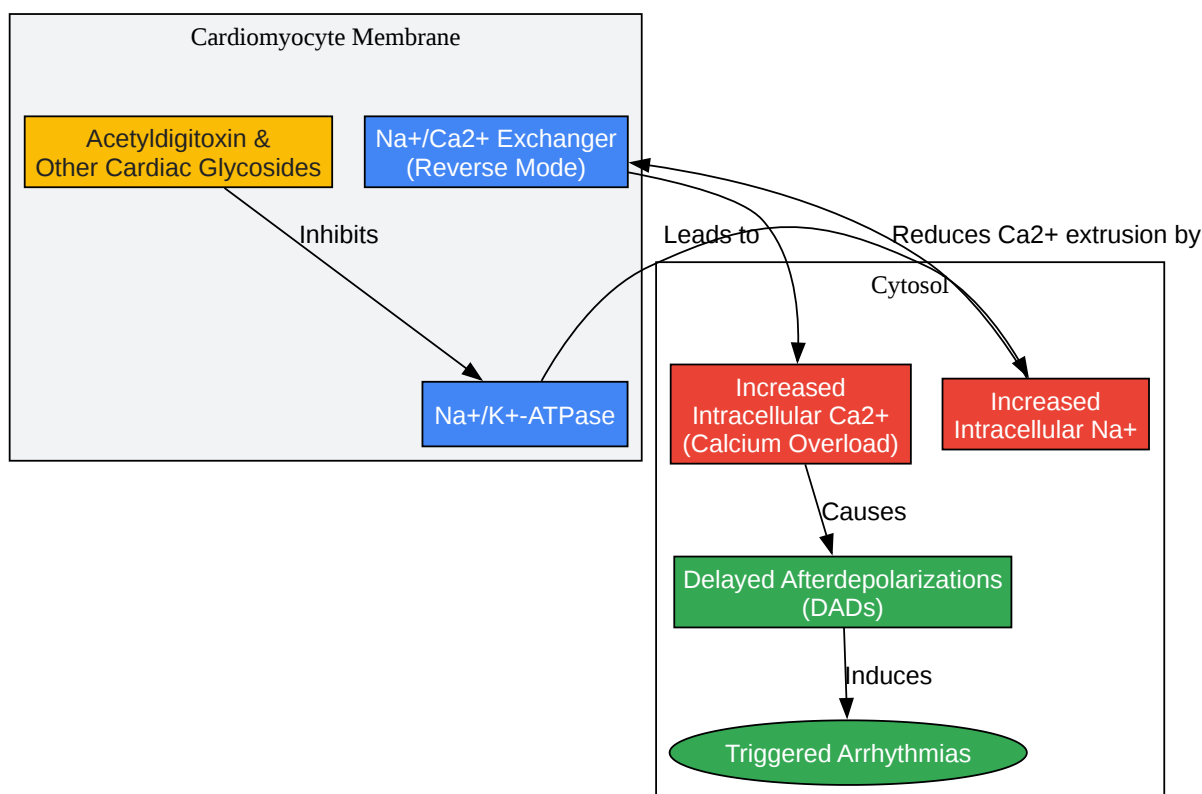 Cardiomyocyte Membrane
Acetyldigitoxin &
Other Cardiac Glycosides
Na+/Ca2+ Exchanger
(Reverse Mode)
Inhibits
Leads to
Reduces Ca2+ extrusion by
Cytosol
Na+/K+-ATPase
Increased
Intracellular Ca2+
(Calcium Overload)
Increased
Intracellular Na+
Causes
Delayed Afterdepolarizations
(DADs)
Induces
Triggered Arrhythmias